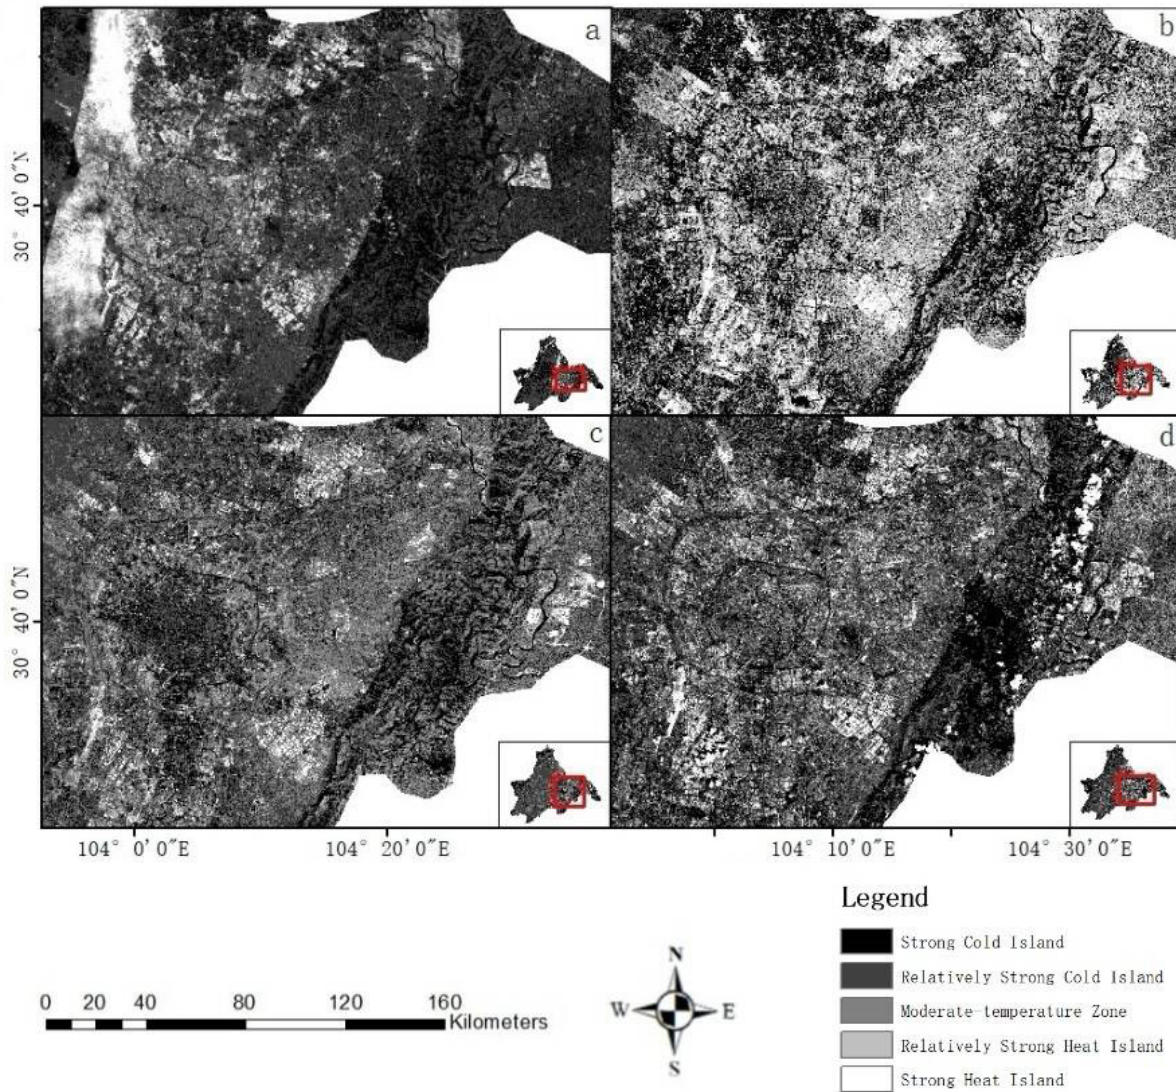 a
b
30° 40' 0"N
c
d
30° 40' 0"N
104° 0'0"E
104° 20'0"E
104° 10'0"E
104° 30'0"E
Legend
Strong Cold Island
Relatively Strong Cold Island
Moderate-temperature Zone
Relatively Strong Heat Island
Strong Heat Island
0 20 40 80 120 160
Kilometers
N
W E
S